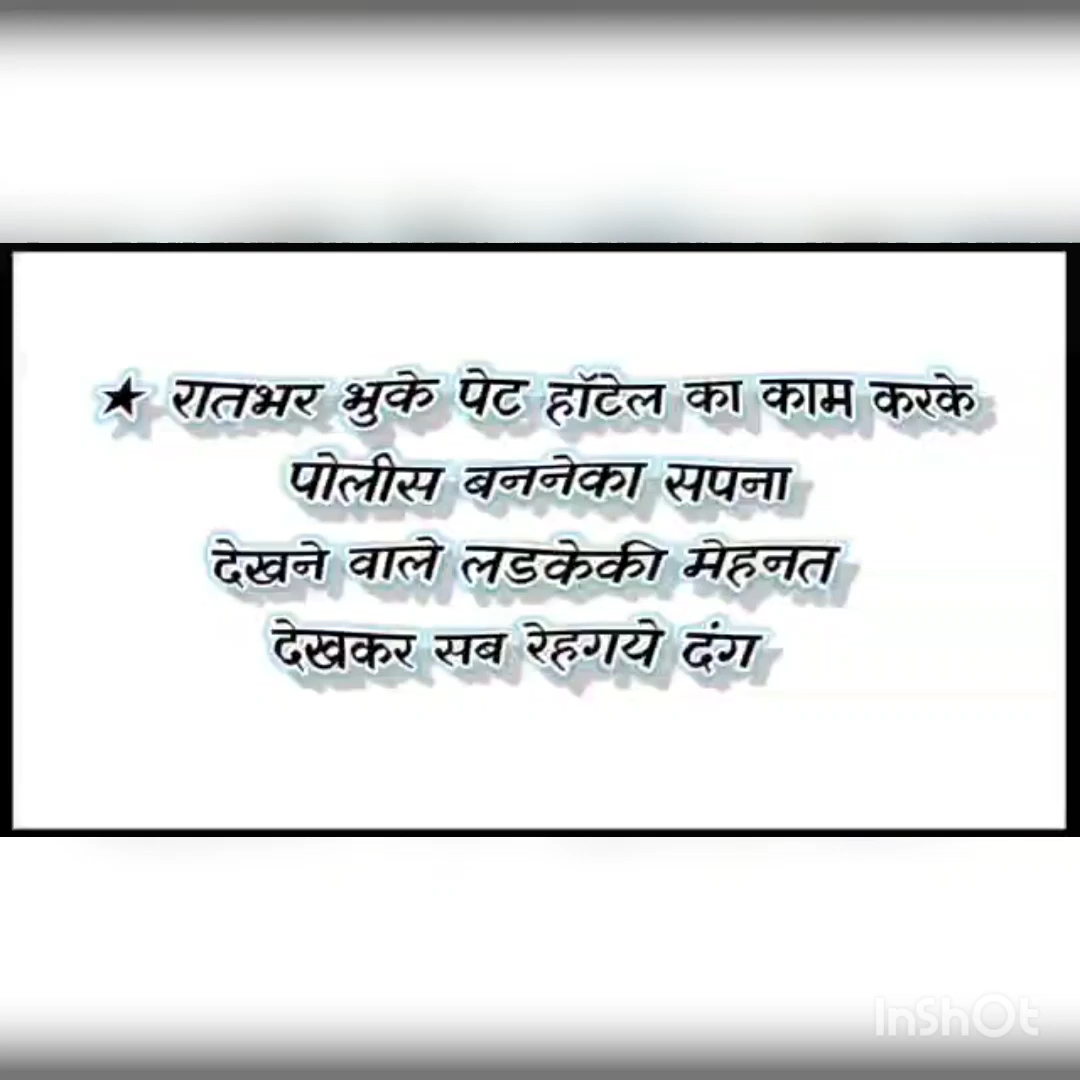 ★ रातभर भुके पेट हॉटेल का काम करके
पोलीस बननेका सपना
देखने वाले लडकेकी मेहनत
देखकर सब रेहगये दंग
InShOt